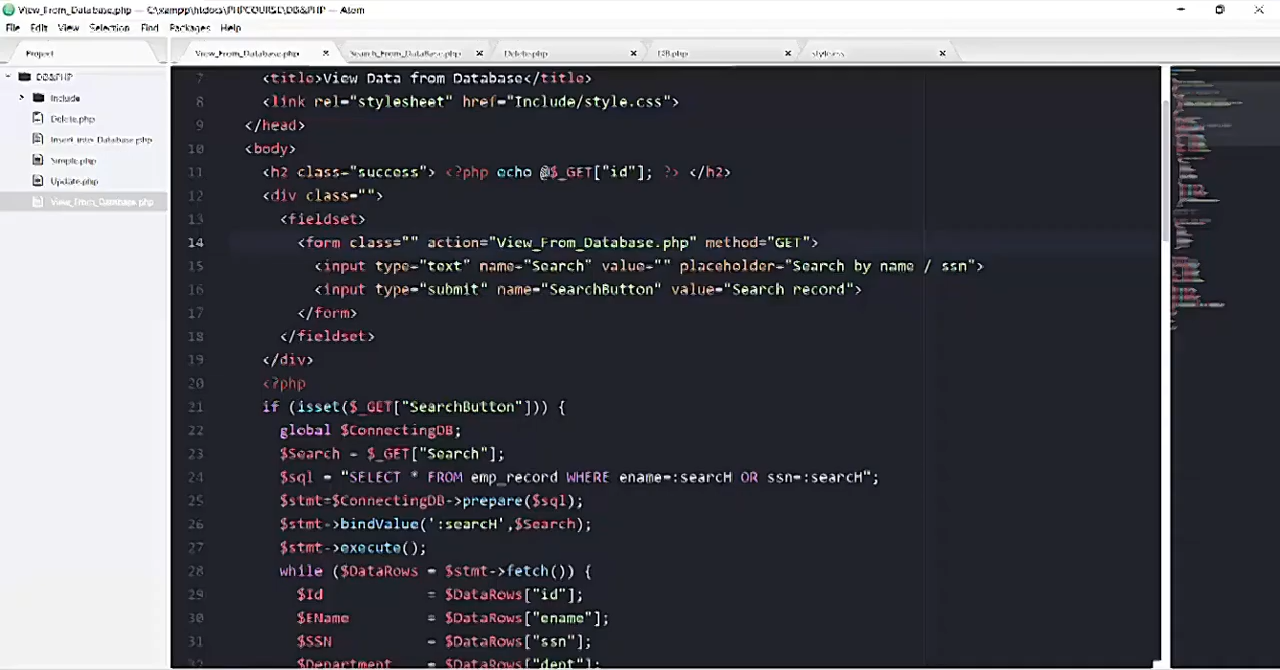 View_From_Database.php — C:\xampp\htdocs\PHPCOURSE\DB&PHP — Atom
File Edit View Selection Find Packages Help
Project
View_From_Database.php
Search_From_DataBase.php
Delete.php
DB.php
style.css
DB&PHP
Include
Delete.php
Insert_Into_Database.php
Simple.php
Update.php
View_From_Database.php
7 <title>View Data from Database</title>
8 <link rel="stylesheet" href="Include/style.css">
9 </head>
10 <body>
11 <h2 class="success"> <?php echo @$_GET["id"]; ?> </h2>
12 <div class="">
13 <fieldset>
14 <form class="" action="View_From_Database.php" method="GET">
15 <input type="text" name="Search" value="" placeholder="Search by name / ssn">
16 <input type="submit" name="SearchButton" value="Search record">
17 </form>
18 </fieldset>
19 </div>
20 <?php
21 if (isset($_GET["SearchButton"])) {
22 global $ConnectingDB;
23 $Search = $_GET["Search"];
24 $sql = "SELECT * FROM emp_record WHERE ename=:searcH OR ssn=:searcH";
25 $stmt=$ConnectingDB->prepare($sql);
26 $stmt->bindValue(':searcH',$Search);
27 $stmt->execute();
28 while ($DataRows = $stmt->fetch()) {
29 $Id = $DataRows["id"];
30 $EName = $DataRows["ename"];
31 $SSN = $DataRows["ssn"];
32 $Department = $DataRows["dept"];